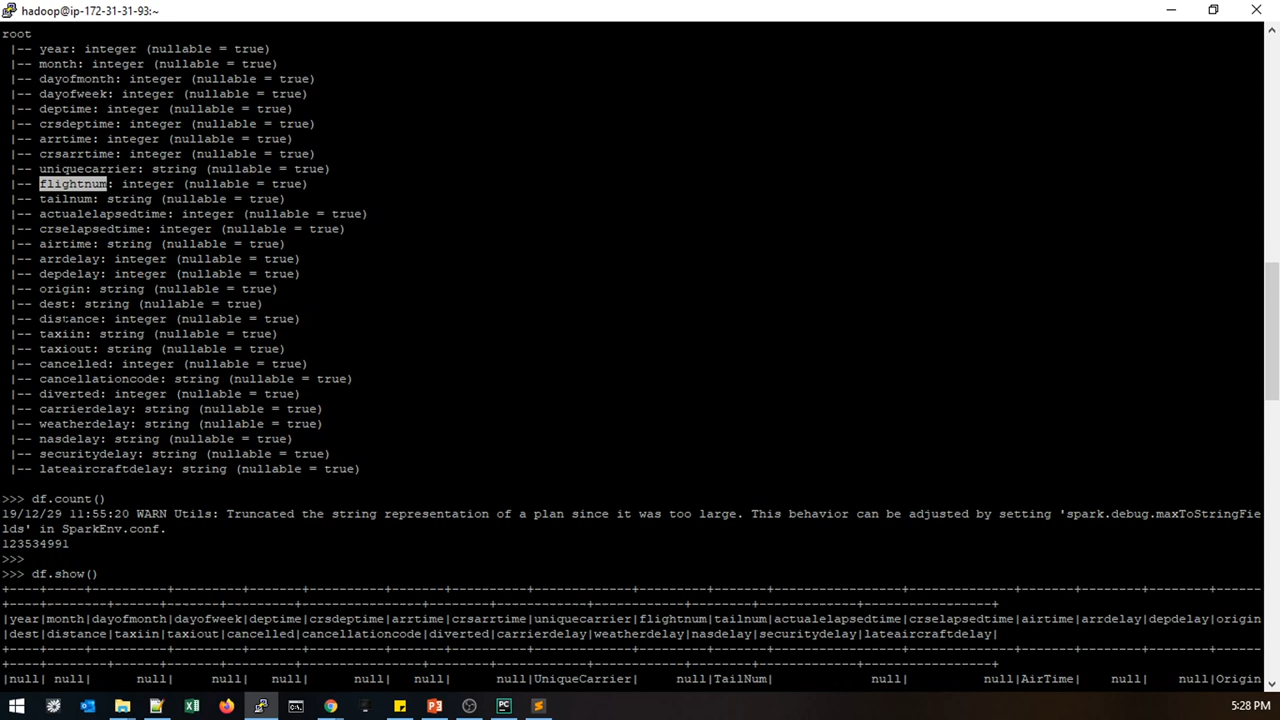 hadoop@ip-172-31-31-93:~
root
 |-- year: integer (nullable = true)
 |-- month: integer (nullable = true)
 |-- dayofmonth: integer (nullable = true)
 |-- dayofweek: integer (nullable = true)
 |-- deptime: integer (nullable = true)
 |-- crsdeptime: integer (nullable = true)
 |-- arrtime: integer (nullable = true)
 |-- crsarrtime: integer (nullable = true)
 |-- uniquecarrier: string (nullable = true)
 |-- flightnum: integer (nullable = true)
 |-- tailnum: string (nullable = true)
 |-- actualelapsedtime: integer (nullable = true)
 |-- crselapsedtime: integer (nullable = true)
 |-- airtime: string (nullable = true)
 |-- arrdelay: integer (nullable = true)
 |-- depdelay: integer (nullable = true)
 |-- origin: string (nullable = true)
 |-- dest: string (nullable = true)
 |-- distance: integer (nullable = true)
 |-- taxiin: string (nullable = true)
 |-- taxiout: string (nullable = true)
 |-- cancelled: integer (nullable = true)
 |-- cancellationcode: string (nullable = true)
 |-- diverted: integer (nullable = true)
 |-- carrierdelay: string (nullable = true)
 |-- weatherdelay: string (nullable = true)
 |-- nasdelay: string (nullable = true)
 |-- securitydelay: string (nullable = true)
 |-- lateaircraftdelay: string (nullable = true)
>>> df.count()
19/12/29 11:55:20 WARN Utils: Truncated the string representation of a plan since it was too large. This behavior can be adjusted by setting 'spark.debug.maxToStringFie
lds' in SparkEnv.conf.
123534991
>>>
>>> df.show()
+----+-----+----------+---------+-------+----------+-------+----------+-------------+---------+-------+-----------------+--------------+-------+--------+--------+------
+----+--------+------+-------+---------+----------------+--------+------------+------------+--------+-------------+-----------------+
|year|month|dayofmonth|dayofweek|deptime|crsdeptime|arrtime|crsarrtime|uniquecarrier|flightnum|tailnum|actualelapsedtime|crselapsedtime|airtime|arrdelay|depdelay|origin
|dest|distance|taxiin|taxiout|cancelled|cancellationcode|diverted|carrierdelay|weatherdelay|nasdelay|securitydelay|lateaircraftdelay|
+----+-----+----------+---------+-------+----------+-------+----------+-------------+---------+-------+-----------------+--------------+-------+--------+--------+------
+----+--------+------+-------+---------+----------------+--------+------------+------------+--------+-------------+-----------------+
|null| null|      null|     null|   null|      null|   null|      null|UniqueCarrier|     null|TailNum|             null|          null|AirTime|    null|    null|Origin
5:28 PM